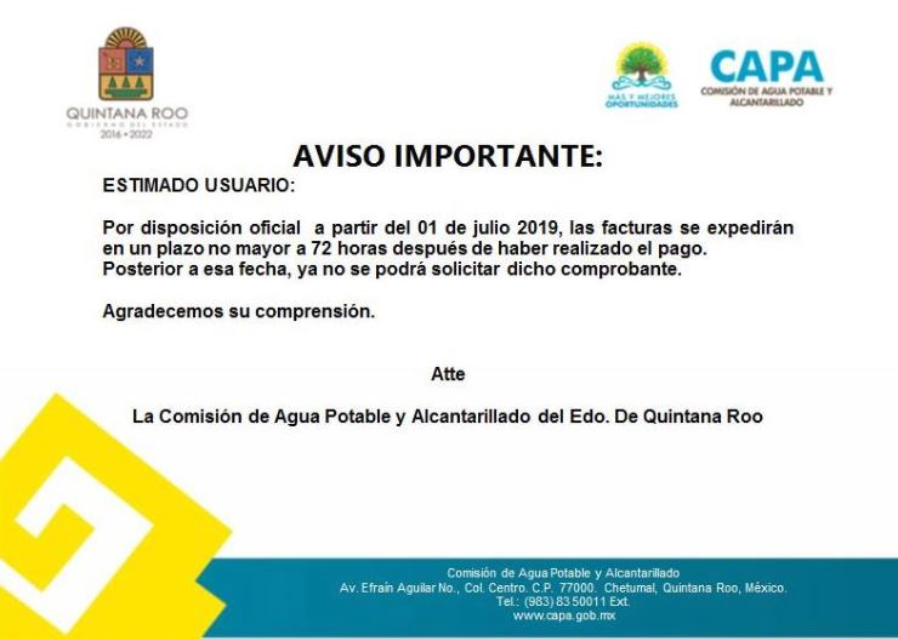 QUINTANA ROO
GOBIERNO DEL ESTADO
2016 • 2022
MÁS Y MEJORES
OPORTUNIDADES
CAPA
COMISIÓN DE AGUA POTABLE Y
ALCANTARILLADO
AVISO IMPORTANTE:
ESTIMADO USUARIO:
Por disposición oficial a partir del 01 de julio 2019, las facturas se expedirán
en un plazo no mayor a 72 horas después de haber realizado el pago.
Posterior a esa fecha, ya no se podrá solicitar dicho comprobante.
Agradecemos su comprensión.
Atte
La Comisión de Agua Potable y Alcantarillado del Edo. De Quintana Roo
Comisión de Agua Potable y Alcantarillado
Av. Efraín Aguilar No., Col. Centro. C.P. 77000. Chetumal, Quintana Roo, México.
Tel.: (983) 83 50011 Ext.
www.capa.gob.mx